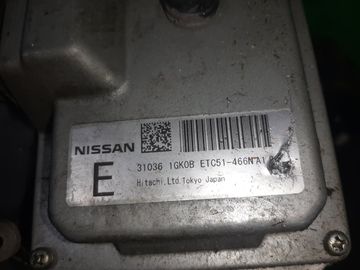 NISSAN
E
31036 1GK0B ETC51-466N A1
Hitachi,Ltd.Tokyo Japan